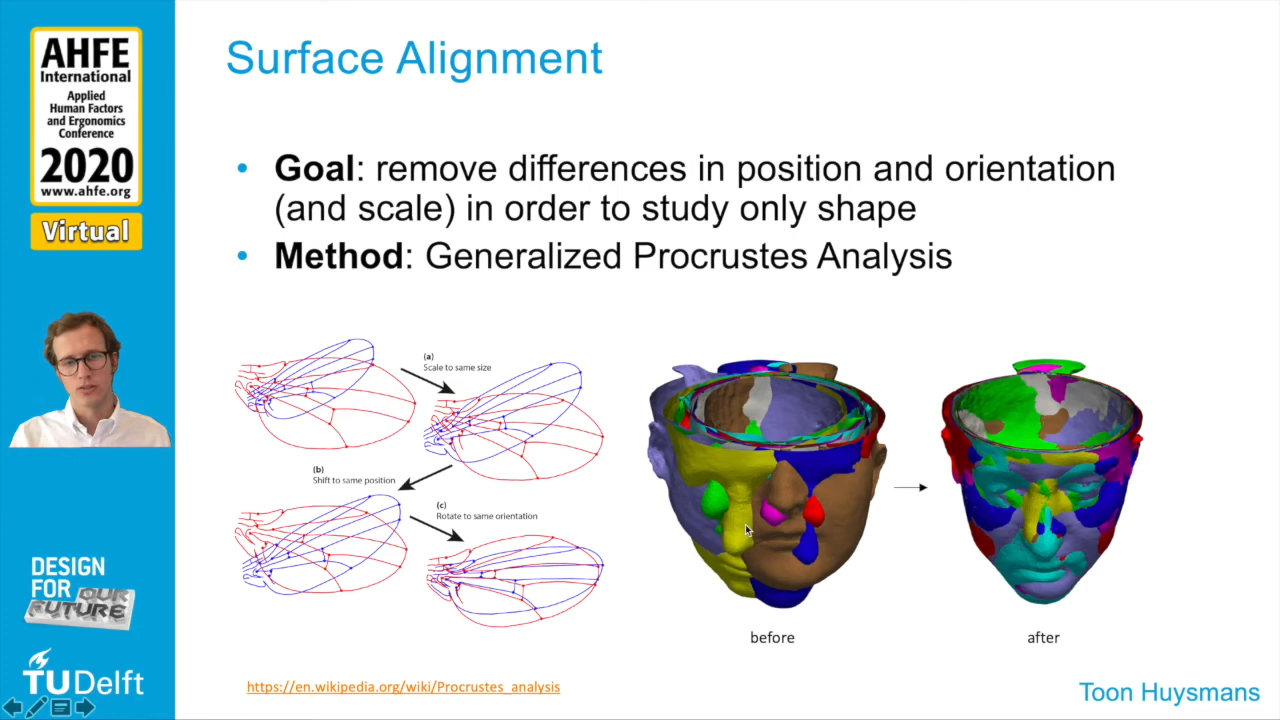 AHFE
International
Applied
Human Factors
and Ergonomics
Conference
2020
www.ahfe.org
Virtual
DESIGN
FOR
OUR
FUTURE
TUDelft
Surface Alignment
• Goal: remove differences in position and orientation
(and scale) in order to study only shape
• Method: Generalized Procrustes Analysis
(a)
Scale to same size
(b)
Shift to same position
(c)
Rotate to same orientation
before
after
https://en.wikipedia.org/wiki/Procrustes_analysis
Toon Huysmans